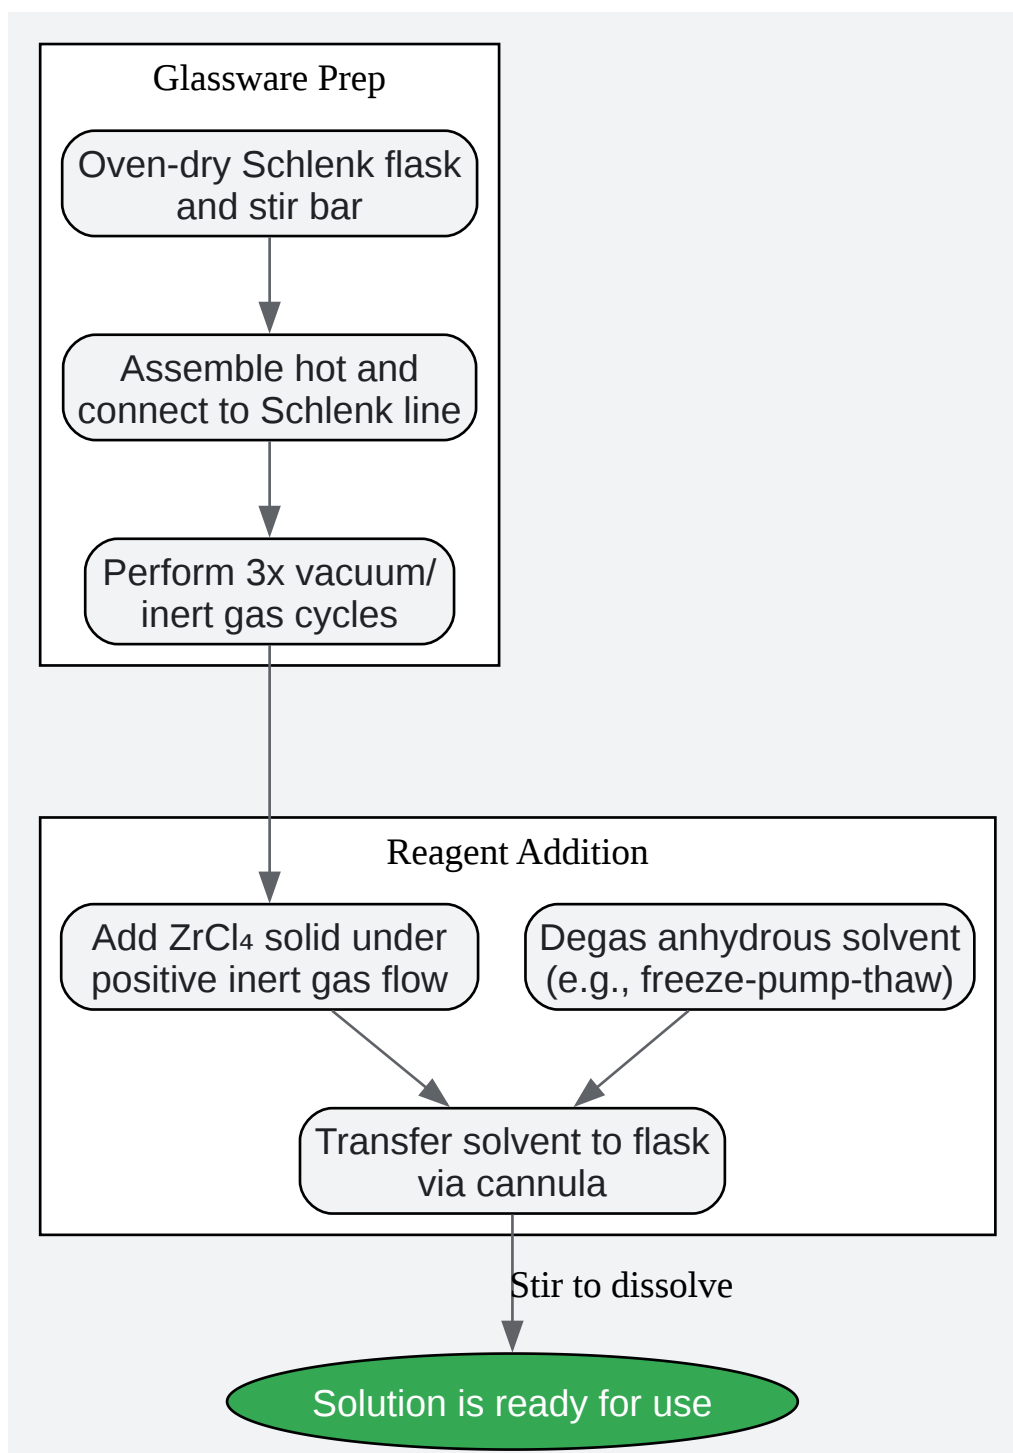 Glassware Prep
Oven-dry Schlenk flask
and stir bar
Assemble hot and
connect to Schlenk line
Perform 3x vacuum/
inert gas cycles
Reagent Addition
Add ZrCl₄ solid under
positive inert gas flow
Degas anhydrous solvent
(e.g., freeze-pump-thaw)
Transfer solvent to flask
via cannula
Stir to dissolve
Solution is ready for use